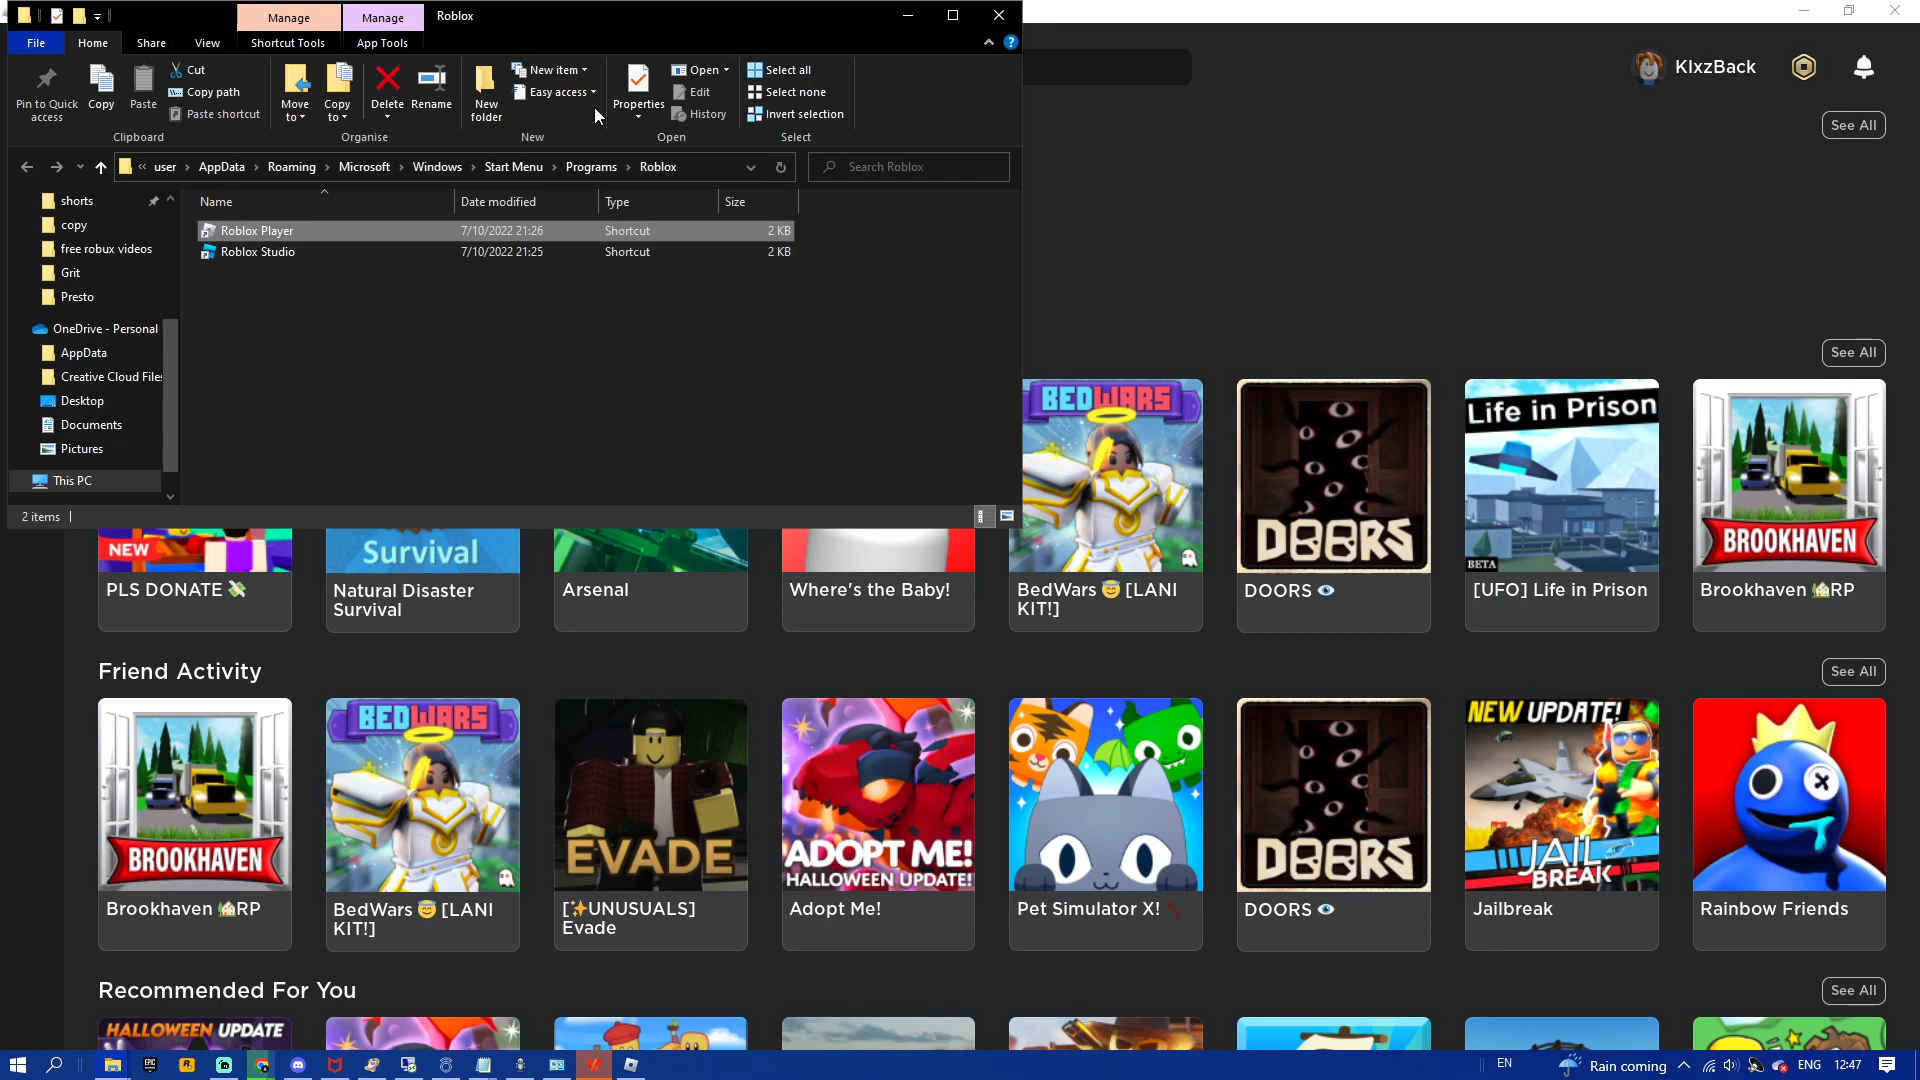 Manage
Manage
Roblox
File
Home
Share
View
Shortcut Tools
App Tools
Pin to Quick access
Copy
Paste
Cut
Copy path
Paste shortcut
Clipboard
Move to
Copy to
Delete
Rename
Organise
New folder
New item
Easy access
New
Properties
Open
Edit
History
Open
Select all
Select none
Invert selection
Select
user
AppData
Roaming
Microsoft
Windows
Start Menu
Programs
Roblox
Search Roblox
Name
Date modified
Type
Size
Roblox Player
7/10/2022 21:26
Shortcut
2 KB
Roblox Studio
7/10/2022 21:25
Shortcut
2 KB
shorts
copy
free robux videos
Grit
Presto
OneDrive - Personal
AppData
Creative Cloud Files
Desktop
Documents
Pictures
This PC
2 items
KIxzBack
See All
See All
NEW
Survival
BEDWARS
DOORS
Life in Prison
BETA
BROOKHAVEN
PLS DONATE 💸
Natural Disaster
Survival
Arsenal
Where's the Baby!
BedWars 😇 [LANI
KIT!]
DOORS 👁
[UFO] Life in Prison
Brookhaven 🏡RP
Friend Activity
See All
BROOKHAVEN
BEDWARS
EVADE
ADOPT ME!
HALLOWEEN UPDATE!
DOORS
NEW UPDATE!
JAIL
BREAK
Brookhaven 🏡RP
BedWars 😇 [LANI
KIT!]
[✨UNUSUALS]
Evade
Adopt Me!
Pet Simulator X!
DOORS 👁
Jailbreak
Rainbow Friends
Recommended For You
See All
HALLOWEEN UPDATE
EPIC
EN
Rain coming
ENG
12:47